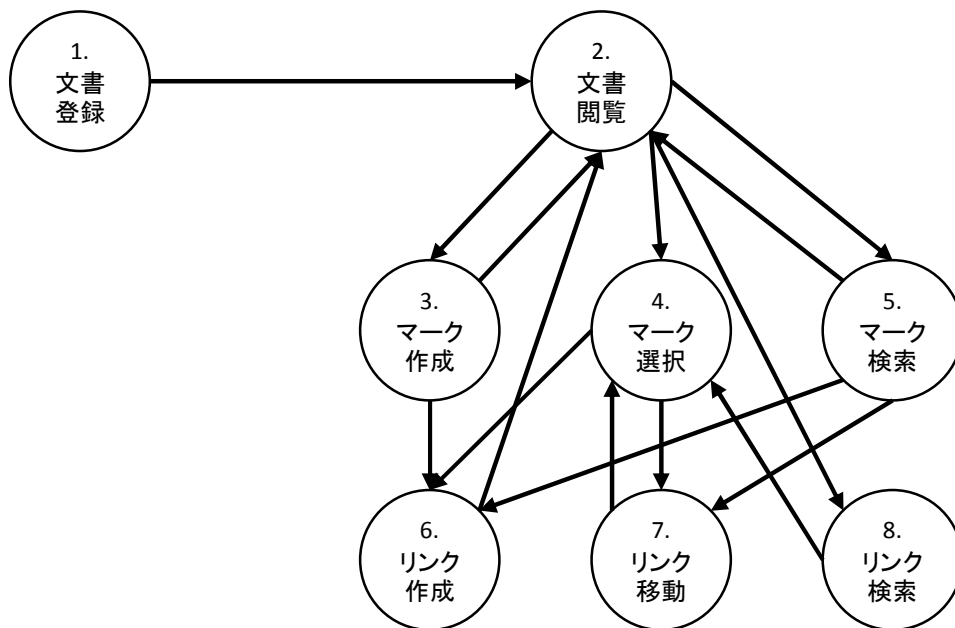 1.
文書
登録
2.
文書
閲覧
3.
マーク
作成
4.
マーク
選択
5.
マーク
検索
6.
リンク
作成
7.
リンク
移動
8.
リンク
検索